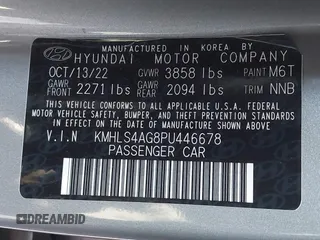 MANUFACTURED IN KOREA BY
HYUNDAI MOTOR COMPANY
OCT/13/22 GVWR 3858 lbs PAINT M6T
GAWR FRONT 2271 lbs GAWR REAR 2094 lbs TRIM NNB
THIS VEHICLE CONFORMS TO ALL APPLICABLE
U.S. FEDERAL MOTOR VEHICLE SAFETY, BUMPER,
AND THEFT PREVENTION STANDARDS IN EFFECT
ON THE DATE OF MANUFACTURE SHOWN ABOVE.
V.I.N KMHLS4AG8PU446678
PASSENGER CAR
DREAMBID